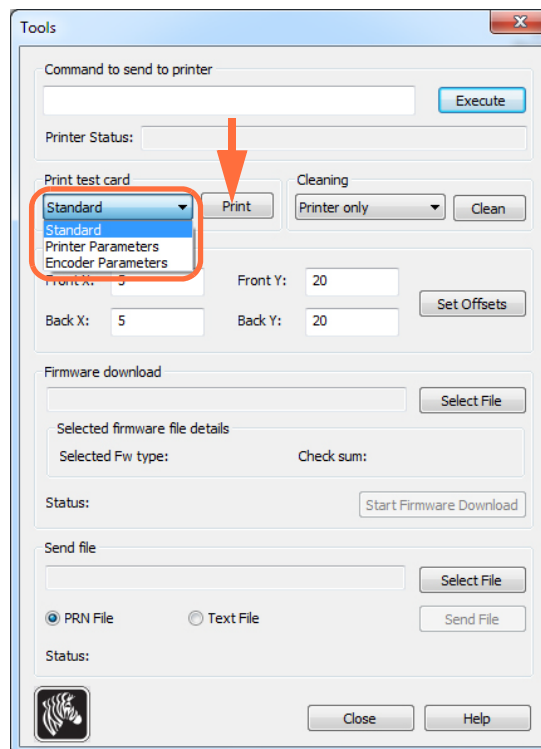 Tools
Command to send to printer
Execute
Printer Status:
Print test card
Cleaning
Standard
Print
Printer only
Clean
Standard
Printer Parameters
Encoder Parameters
Front X: 5 Front Y: 20
Set Offsets
Back X: 5 Back Y: 20
Firmware download
Select File
Selected firmware file details
Selected Fw type: Check sum:
Status:
Start Firmware Download
Send file
Select File
PRN File Text File
Send File
Status:
Close Help